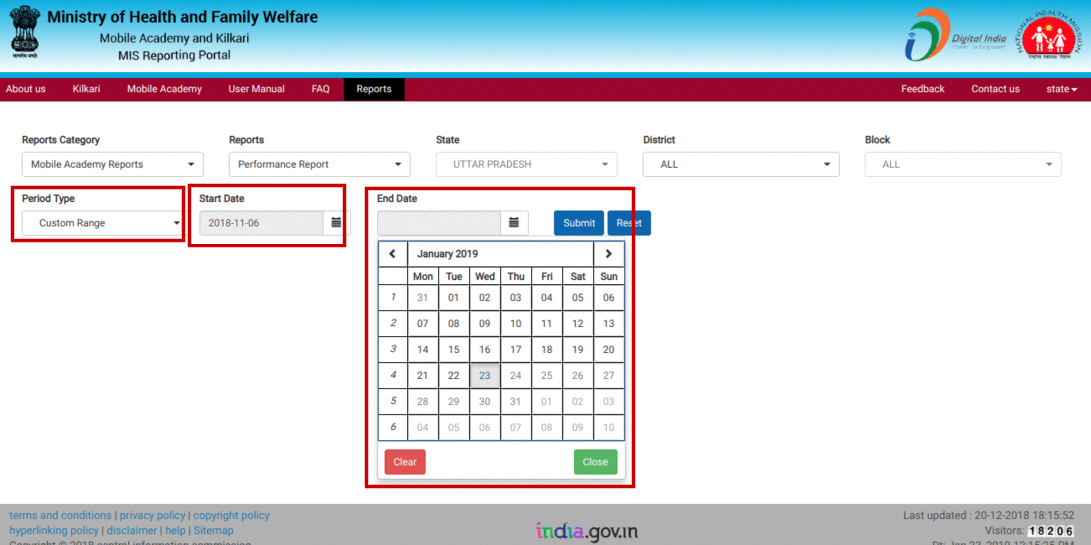 Ministry of Health and Family Welfare
Mobile Academy and Kilkari
MIS Reporting Portal
Digital India
Power To Empower
NATIONAL HEALTH MISSION
About us Kilkari Mobile Academy User Manual FAQ Reports Feedback Contact us state
Reports Category Reports State District Block
Mobile Academy Reports Performance Report UTTAR PRADESH ALL ALL
Period Type Start Date End Date
Custom Range 2018-11-06 Submit Reset
January 2019
Mon Tue Wed Thu Fri Sat Sun
1 31 01 02 03 04 05 06
2 07 08 09 10 11 12 13
3 14 15 16 17 18 19 20
4 21 22 23 24 25 26 27
5 28 29 30 31 01 02 03
6 04 05 06 07 08 09 10
Clear Close
terms and conditions | privacy policy | copyright policy
hyperlinking policy | disclaimer | help | Sitemap
Copyright © 2018 central information commission
india.gov.in
Last updated : 20-12-2018 18:15:52
Visitors: 18206
Dt: Jan 23, 2019 12:15:25 PM